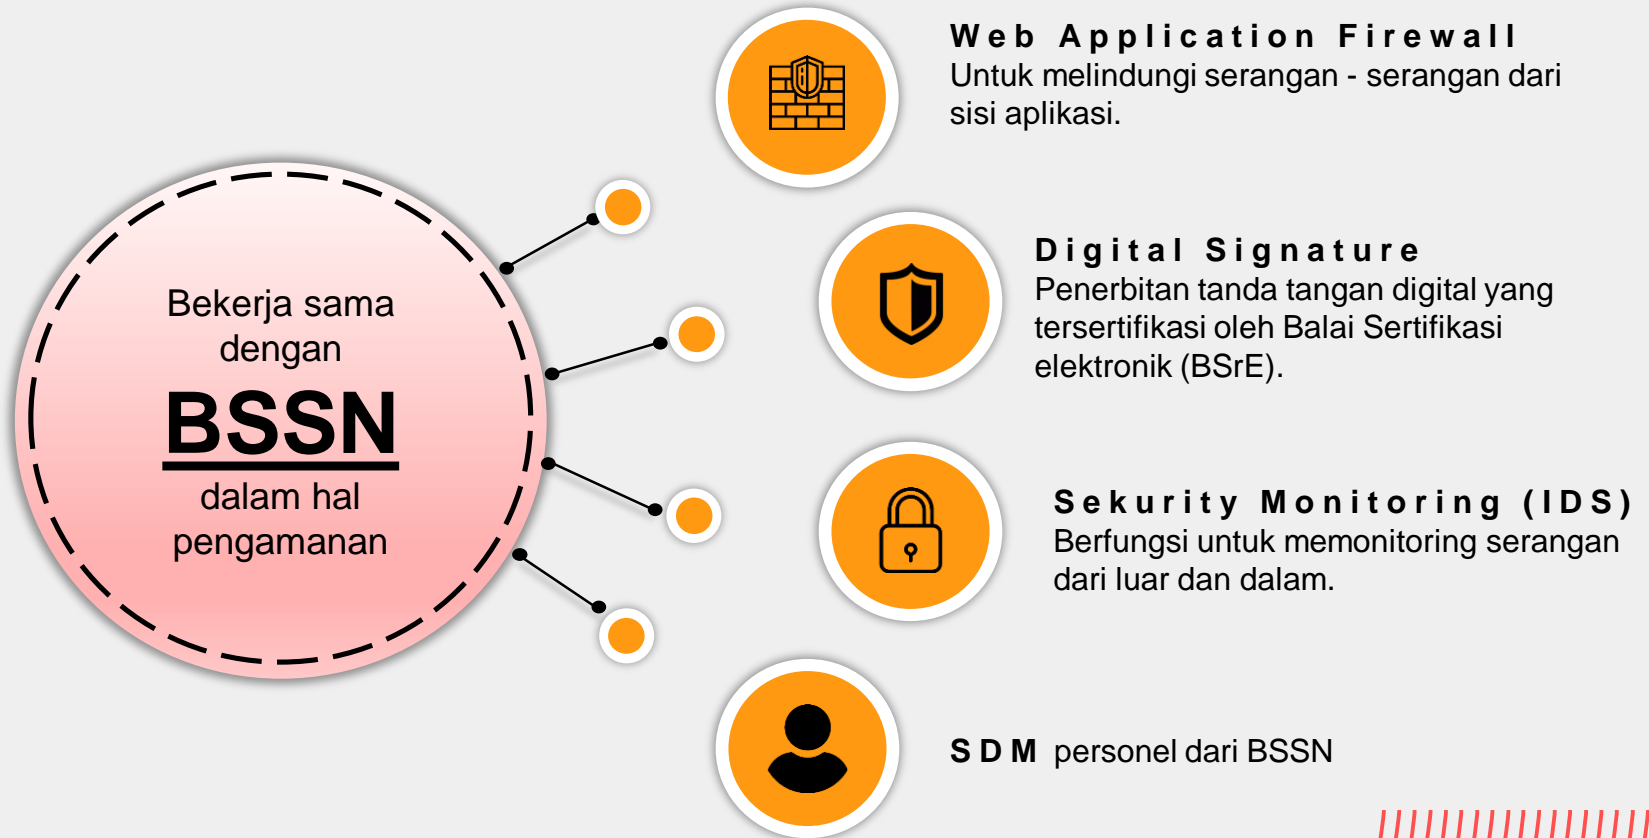 Bekerja sama
dengan
BSSN
dalam hal
pengamanan
Web Application Firewall
Untuk melindungi serangan - serangan dari
sisi aplikasi.
Digital Signature
Penerbitan tanda tangan digital yang
tersertifikasi oleh Balai Sertifikasi
elektronik (BSrE).
Sekurity Monitoring (IDS)
Berfungsi untuk memonitoring serangan
dari luar dan dalam.
SDM personel dari BSSN